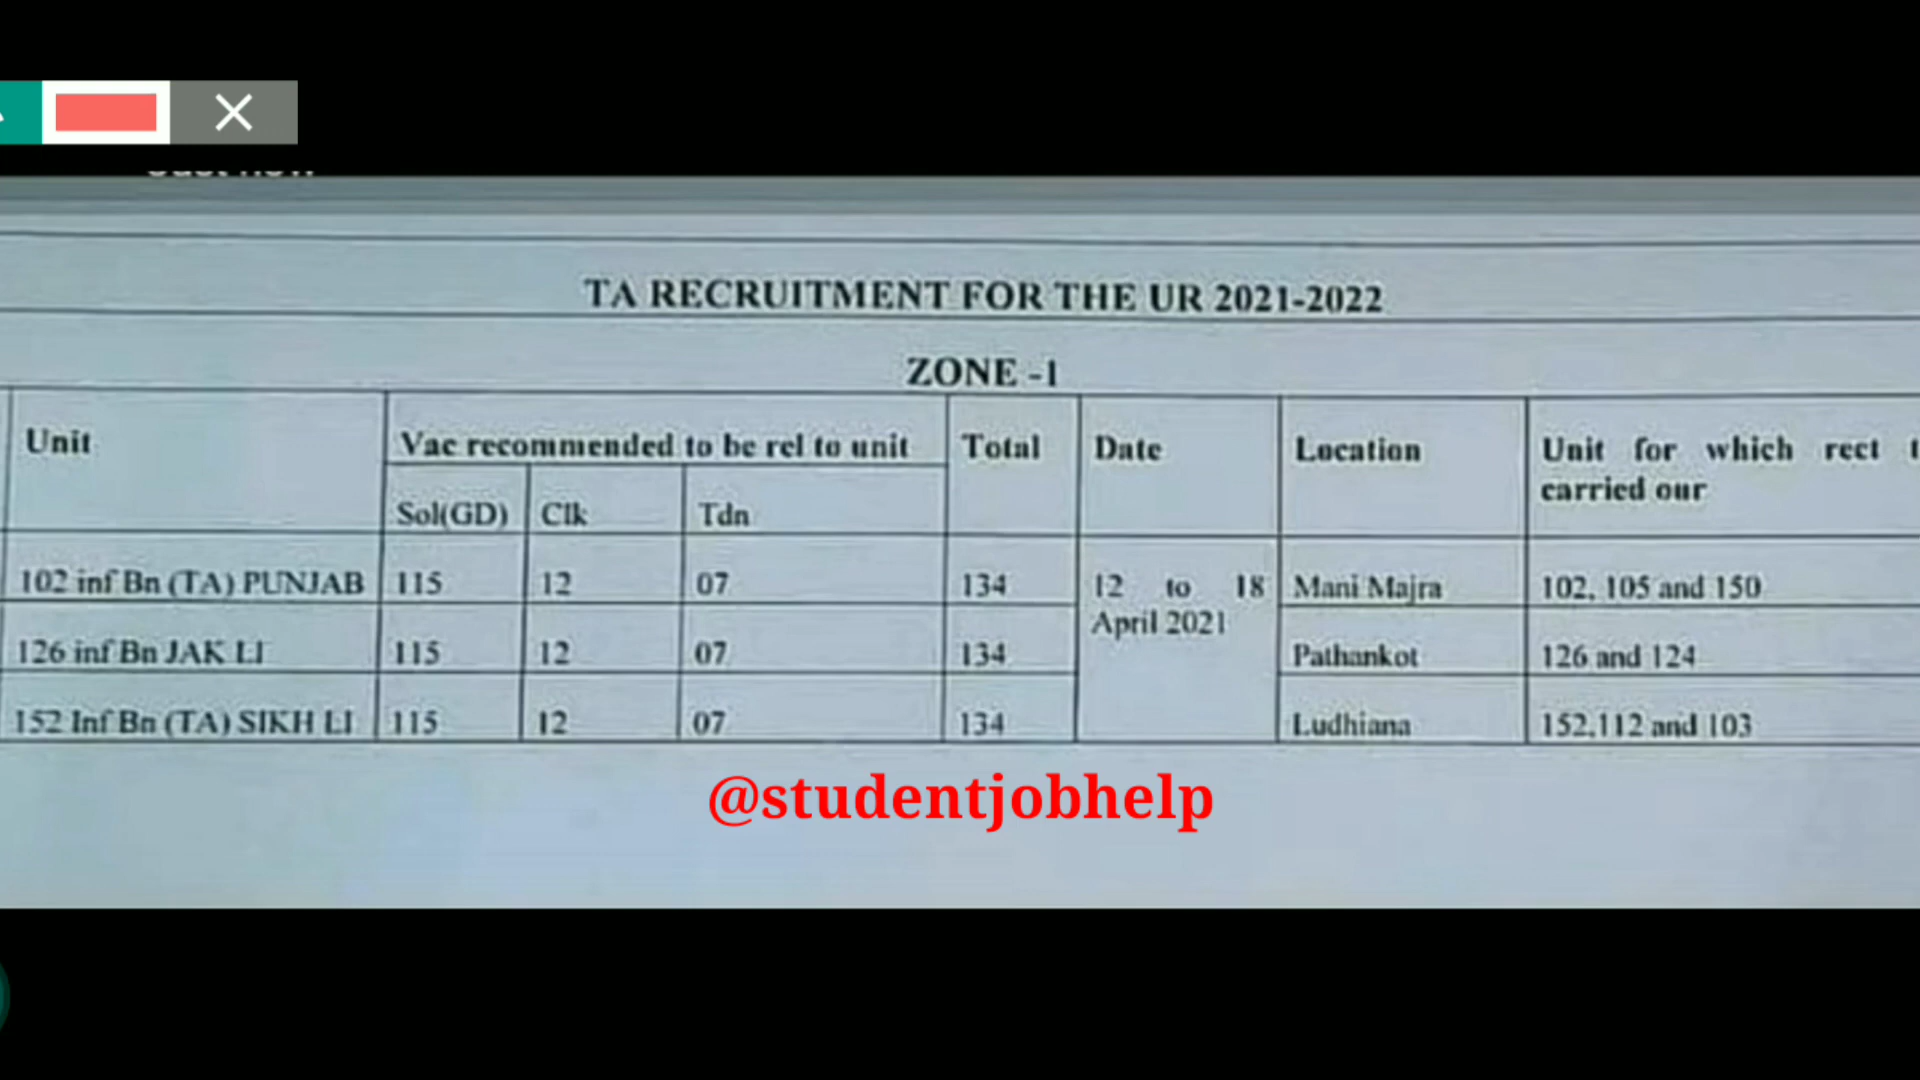 TA RECRUITMENT FOR THE UR 2021-2022
ZONE -1
Unit Vac recommended to be rel to unit Total Date Location Unit for which rect t
carried our
Sol(GD) Clk Tdn
102 inf Bn (TA) PUNJAB 115 12 07 134 12 to 18 Mani Majra 102, 105 and 150
April 2021
126 inf Bn JAK LI 115 12 07 134 Pathankot 126 and 124
152 Inf Bn (TA) SIKH LI 115 12 07 134 Ludhiana 152,112 and 103
@studentjobhelp